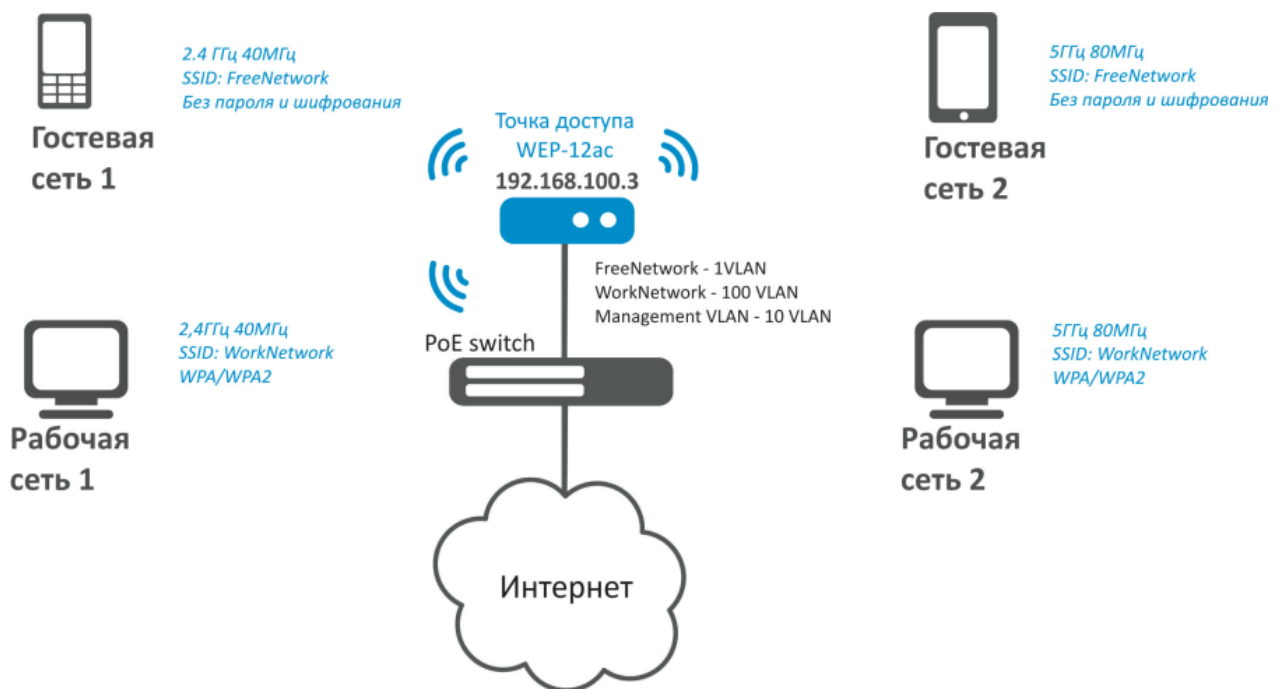 2.4 ГГц 40МГц
SSID: FreeNetwork
Без пароля и шифрования
Гостевая
сеть 1
Точка доступа
WEP-12ac
192.168.100.3
5ГГц 80МГц
SSID: FreeNetwork
Без пароля и шифрования
Гостевая
сеть 2
FreeNetwork - 1VLAN
WorkNetwork - 100 VLAN
Management VLAN - 10 VLAN
PoE switch
2,4ГГц 40МГц
SSID: WorkNetwork
WPA/WPA2
Рабочая
сеть 1
5ГГц 80МГц
SSID: WorkNetwork
WPA/WPA2
Рабочая
сеть 2
Интернет